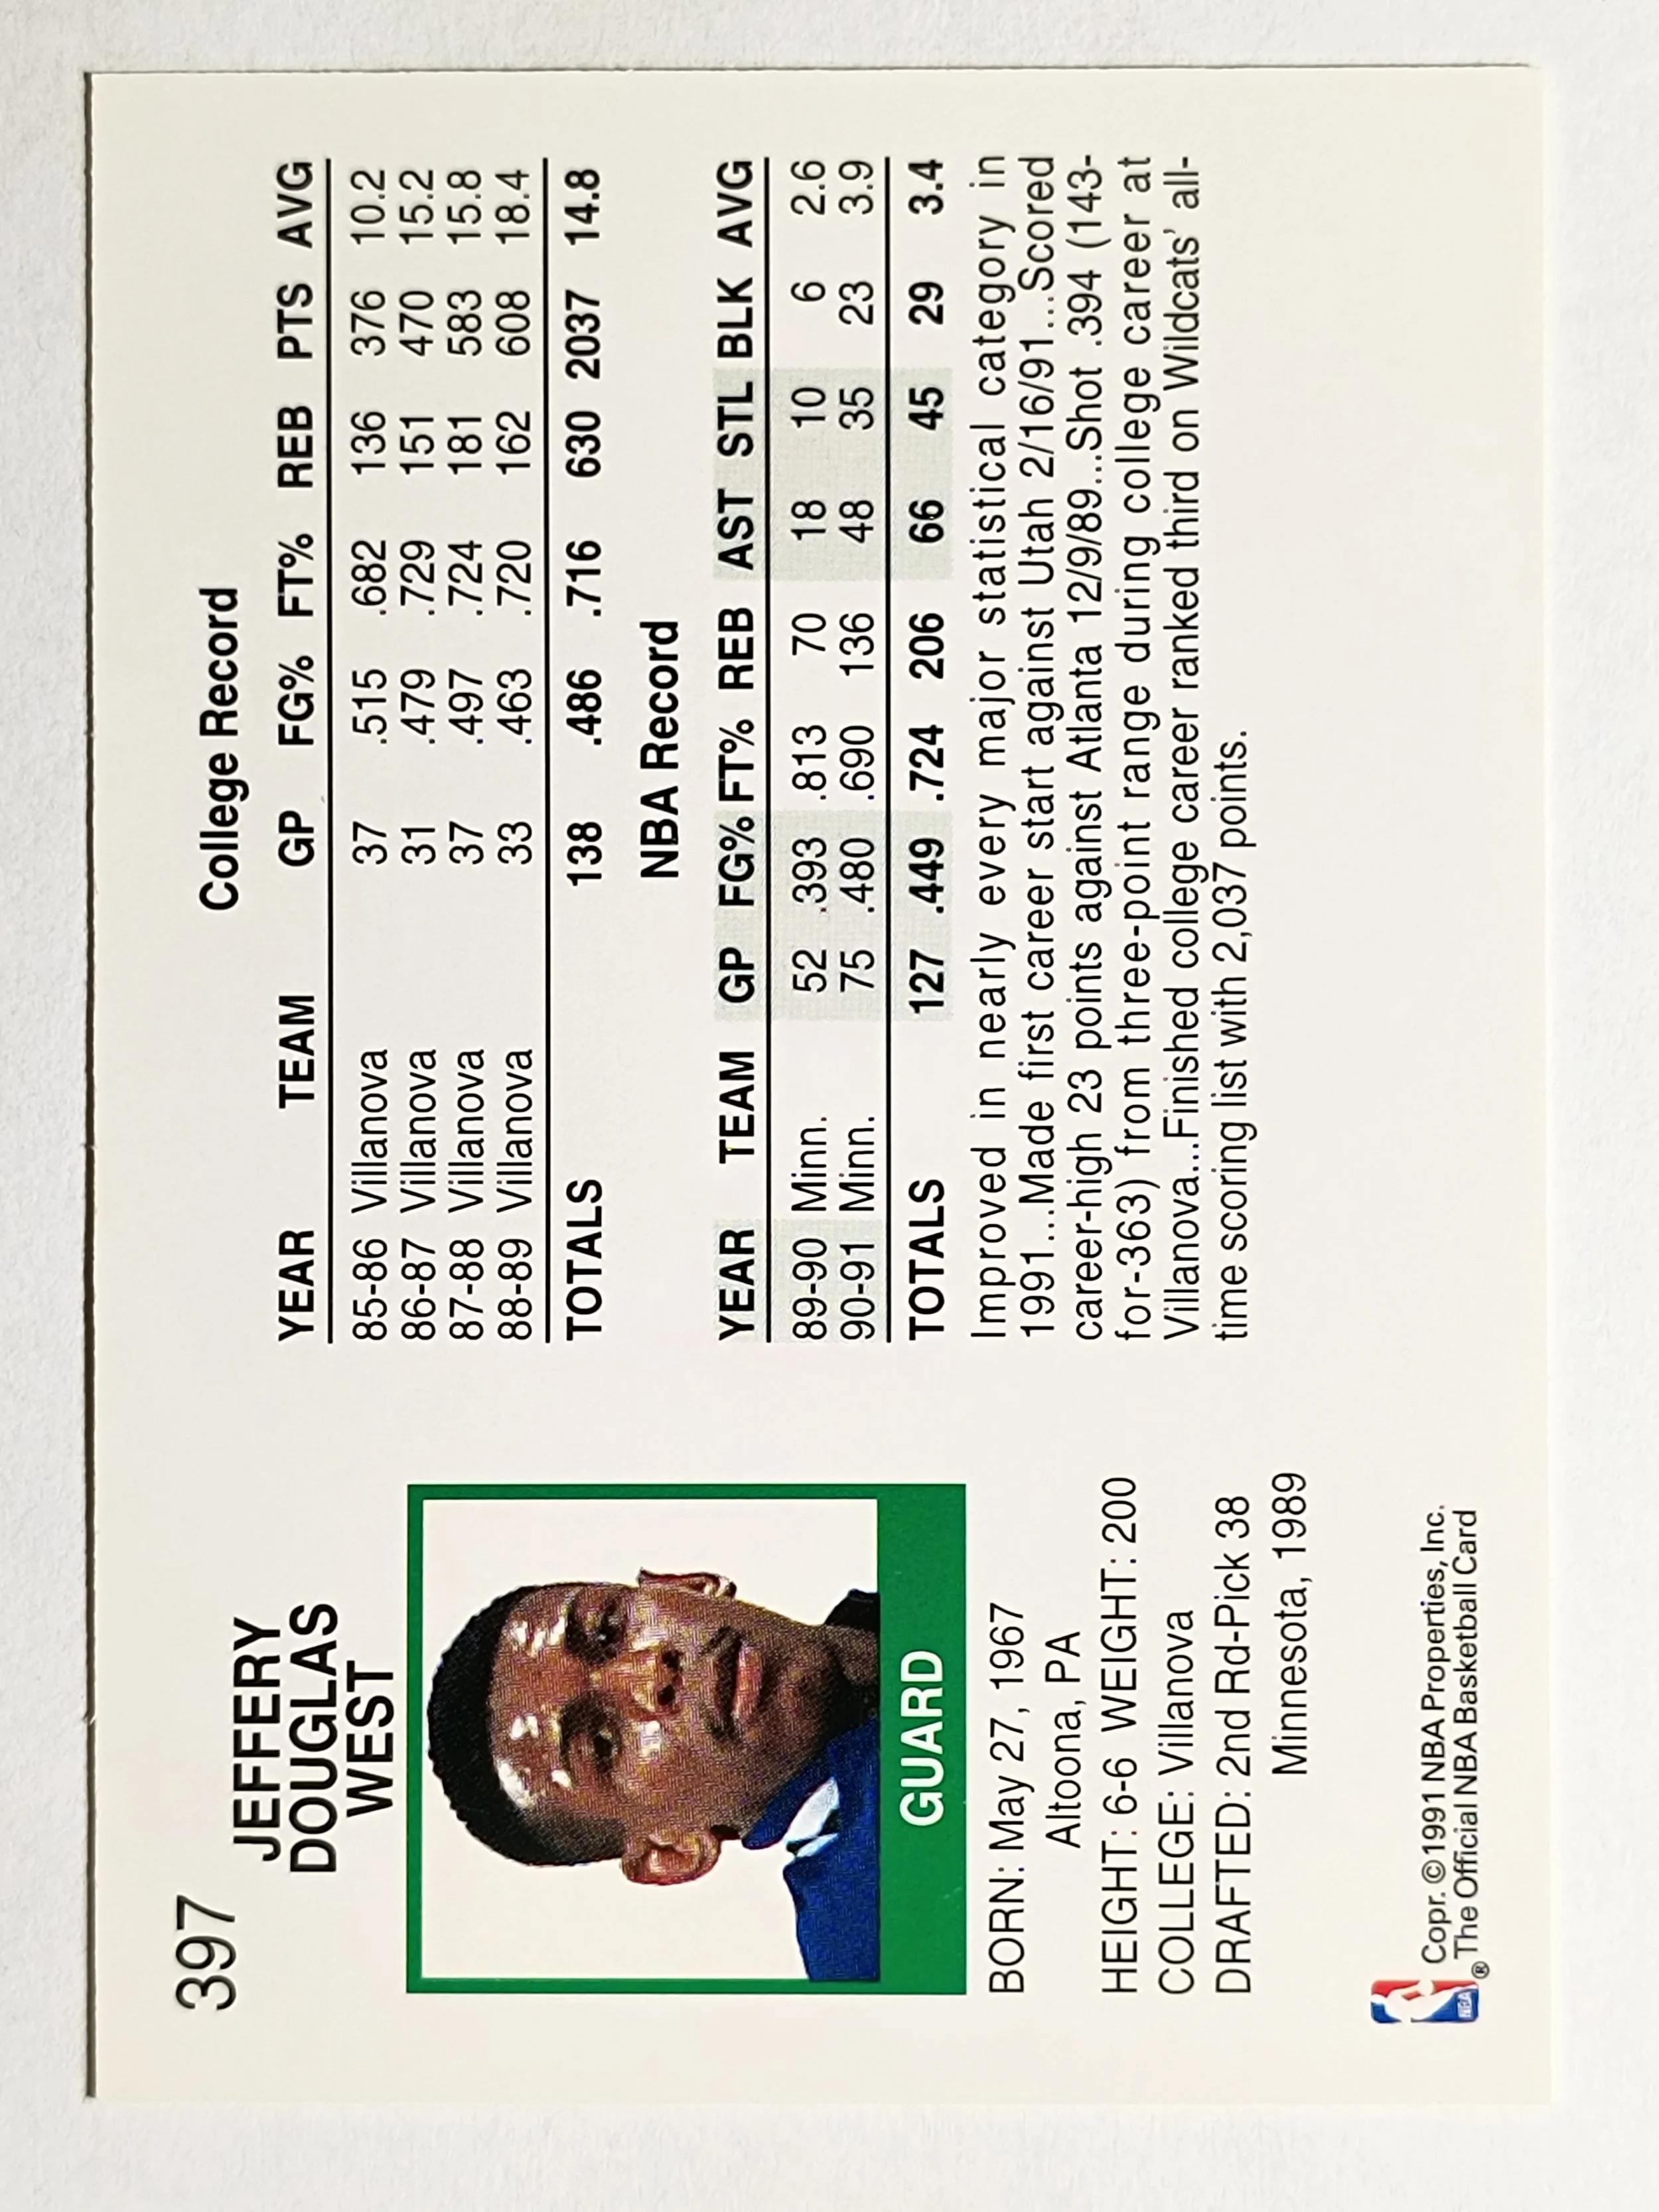 397
JEFFERY
DOUGLAS
WEST
GUARD
BORN: May 27, 1967
Altoona, PA
HEIGHT: 6-6 WEIGHT: 200
COLLEGE: Villanova
DRAFTED: 2nd Rd-Pick 38
Minnesota, 1989
NBA
®
Copr. ©1991 NBA Properties, Inc.
The Official NBA Basketball Card
College Record
YEAR TEAM GP FG% FT% REB PTS AVG
85-86 Villanova 37 .515 .682 136 376 10.2
86-87 Villanova 31 .479 .729 151 470 15.2
87-88 Villanova 37 .497 .724 181 583 15.8
88-89 Villanova 33 .463 .720 162 608 18.4
TOTALS 138 .486 .716 630 2037 14.8
NBA Record
YEAR TEAM GP FG% FT% REB AST STL BLK AVG
89-90 Minn. 52 .393 .813 70 18 10 6 2.6
90-91 Minn. 75 .480 .690 136 48 35 23 3.9
TOTALS 127 .449 .724 206 66 45 29 3.4
Improved in nearly every major statistical category in
1991...Made first career start against Utah 2/16/91...Scored
career-high 23 points against Atlanta 12/9/89...Shot .394 (143-
for-363) from three-point range during college career at
Villanova...Finished college career ranked third on Wildcats' all-
time scoring list with 2,037 points.